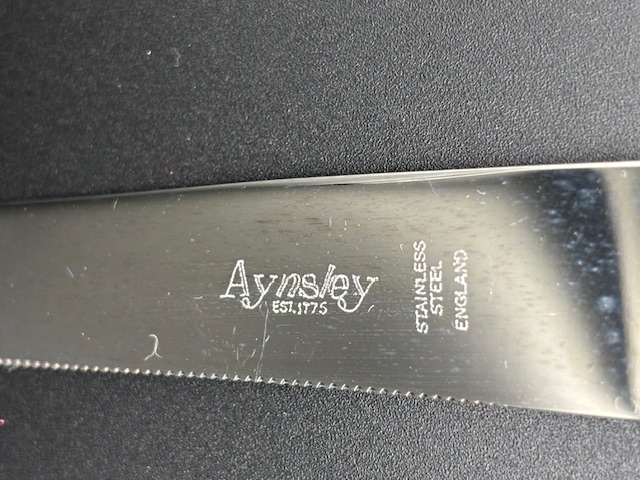 Aynsley
EST. 1775
STAINLESS
STEEL
ENGLAND